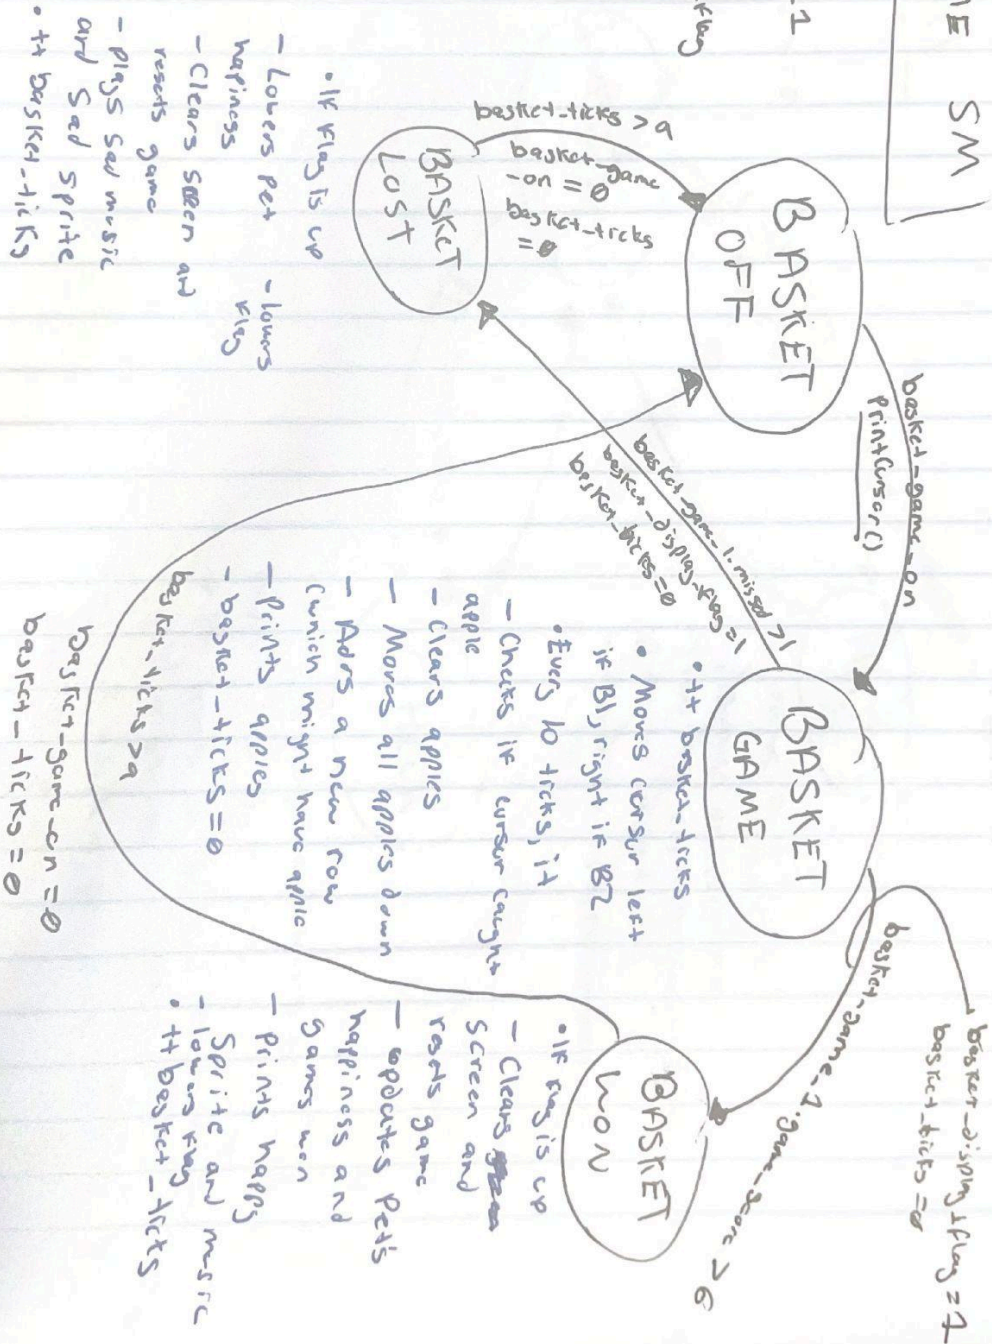 ME SM
1
flag
BASKET
OFF
basket_game_on
printCursor()
BASKET
GAME
• ++ basket_ticks
• Moves cursor left
if B1, right if B2
• Every 10 ticks, it
- Checks if cursor caught
apple
- Clears apples
- Moves all apples down
- Adds a new row
(which might have apple
- Prints apples
- basket_ticks = 0
basket_display_flag = 1
basket_ticks = 0
basket_game_1.game_score > 6
BASKET
WON
• If flag is up
- Clears
screen and
resets game
- updates pet's
happiness and
games won
- Prints happy
Sprite and music
- lowers flag
• ++ basket_ticks
basket_ticks > 9
basket_game_on = 0
basket_ticks = 0
basket_game_1.missed > 1
basket_display_flag = 1
basket_ticks = 0
basket_ticks > 9
basket_game
_on = 0
basket_ticks
= 0
BASKET
LOST
• If flag is up
- Lowers pet
hapiness
- lowers
flag
- Clears screen and
resets game
- plays sad music
and sad sprite
• ++ basket_ticks